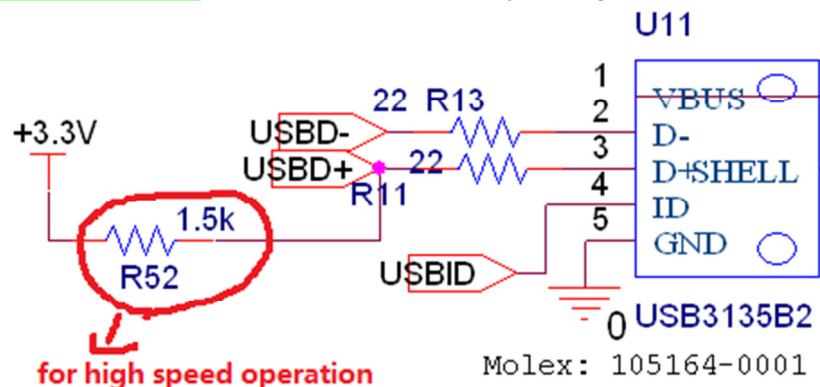 U11
1
22 R13
VBUS
+3.3V
2
USBD-
D-
3
USBD+
22
D+SHELL
R11
4
1.5k
ID
5
GND
R52
USBID
0 USB3135B2
for high speed operation
Molex: 105164-0001